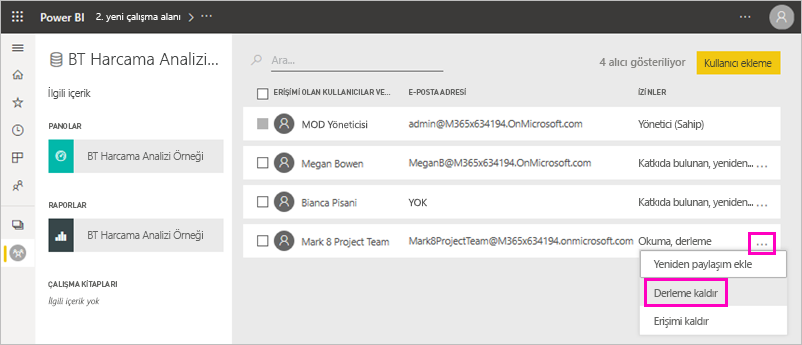 Power BI 2. yeni çalışma alanı
BT Harcama Analizi...
İlgili içerik
PANOLAR
BT Harcama Analizi Örneği
RAPORLAR
BT Harcama Analizi Örneği
ÇALIŞMA KİTAPLARI
İlgili içerik yok
Ara...
4 alıcı gösteriliyor
Kullanıcı ekleme
ERİŞİMİ OLAN KULLANICILAR VE... E-POSTA ADRESİ İZİNLER
MOD Yöneticisi admin@M365x634194.OnMicrosoft.com Yönetici (Sahip)
Megan Bowen MeganB@M365x634194.OnMicrosoft.com Katkıda bulunan, yeniden... ...
Bianca Pisani YOK Katkıda bulunan, yeniden... ...
Mark 8 Project Team Mark8ProjectTeam@M365x634194.onmicrosoft.com Okuma, derleme ...
Yeniden paylaşım ekle
Derleme kaldır
Erişimi kaldır